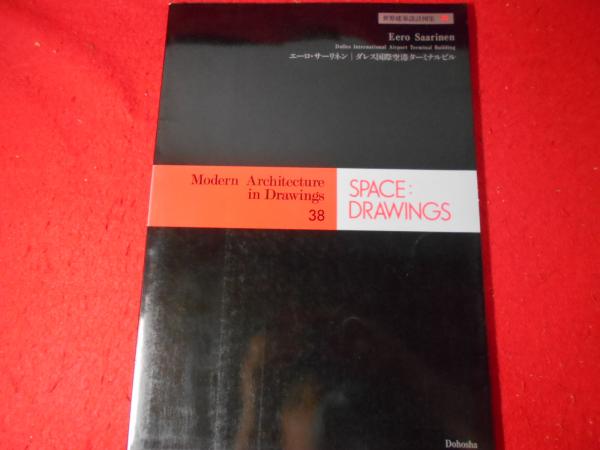 世界建築設計図集
Eero Saarinen
Dulles International Airport Terminal Building
エーロ・サーリネン | ダレス国際空港ターミナルビル
Modern Architecture
in Drawings
38
SPACE:
DRAWINGS
Dohosha